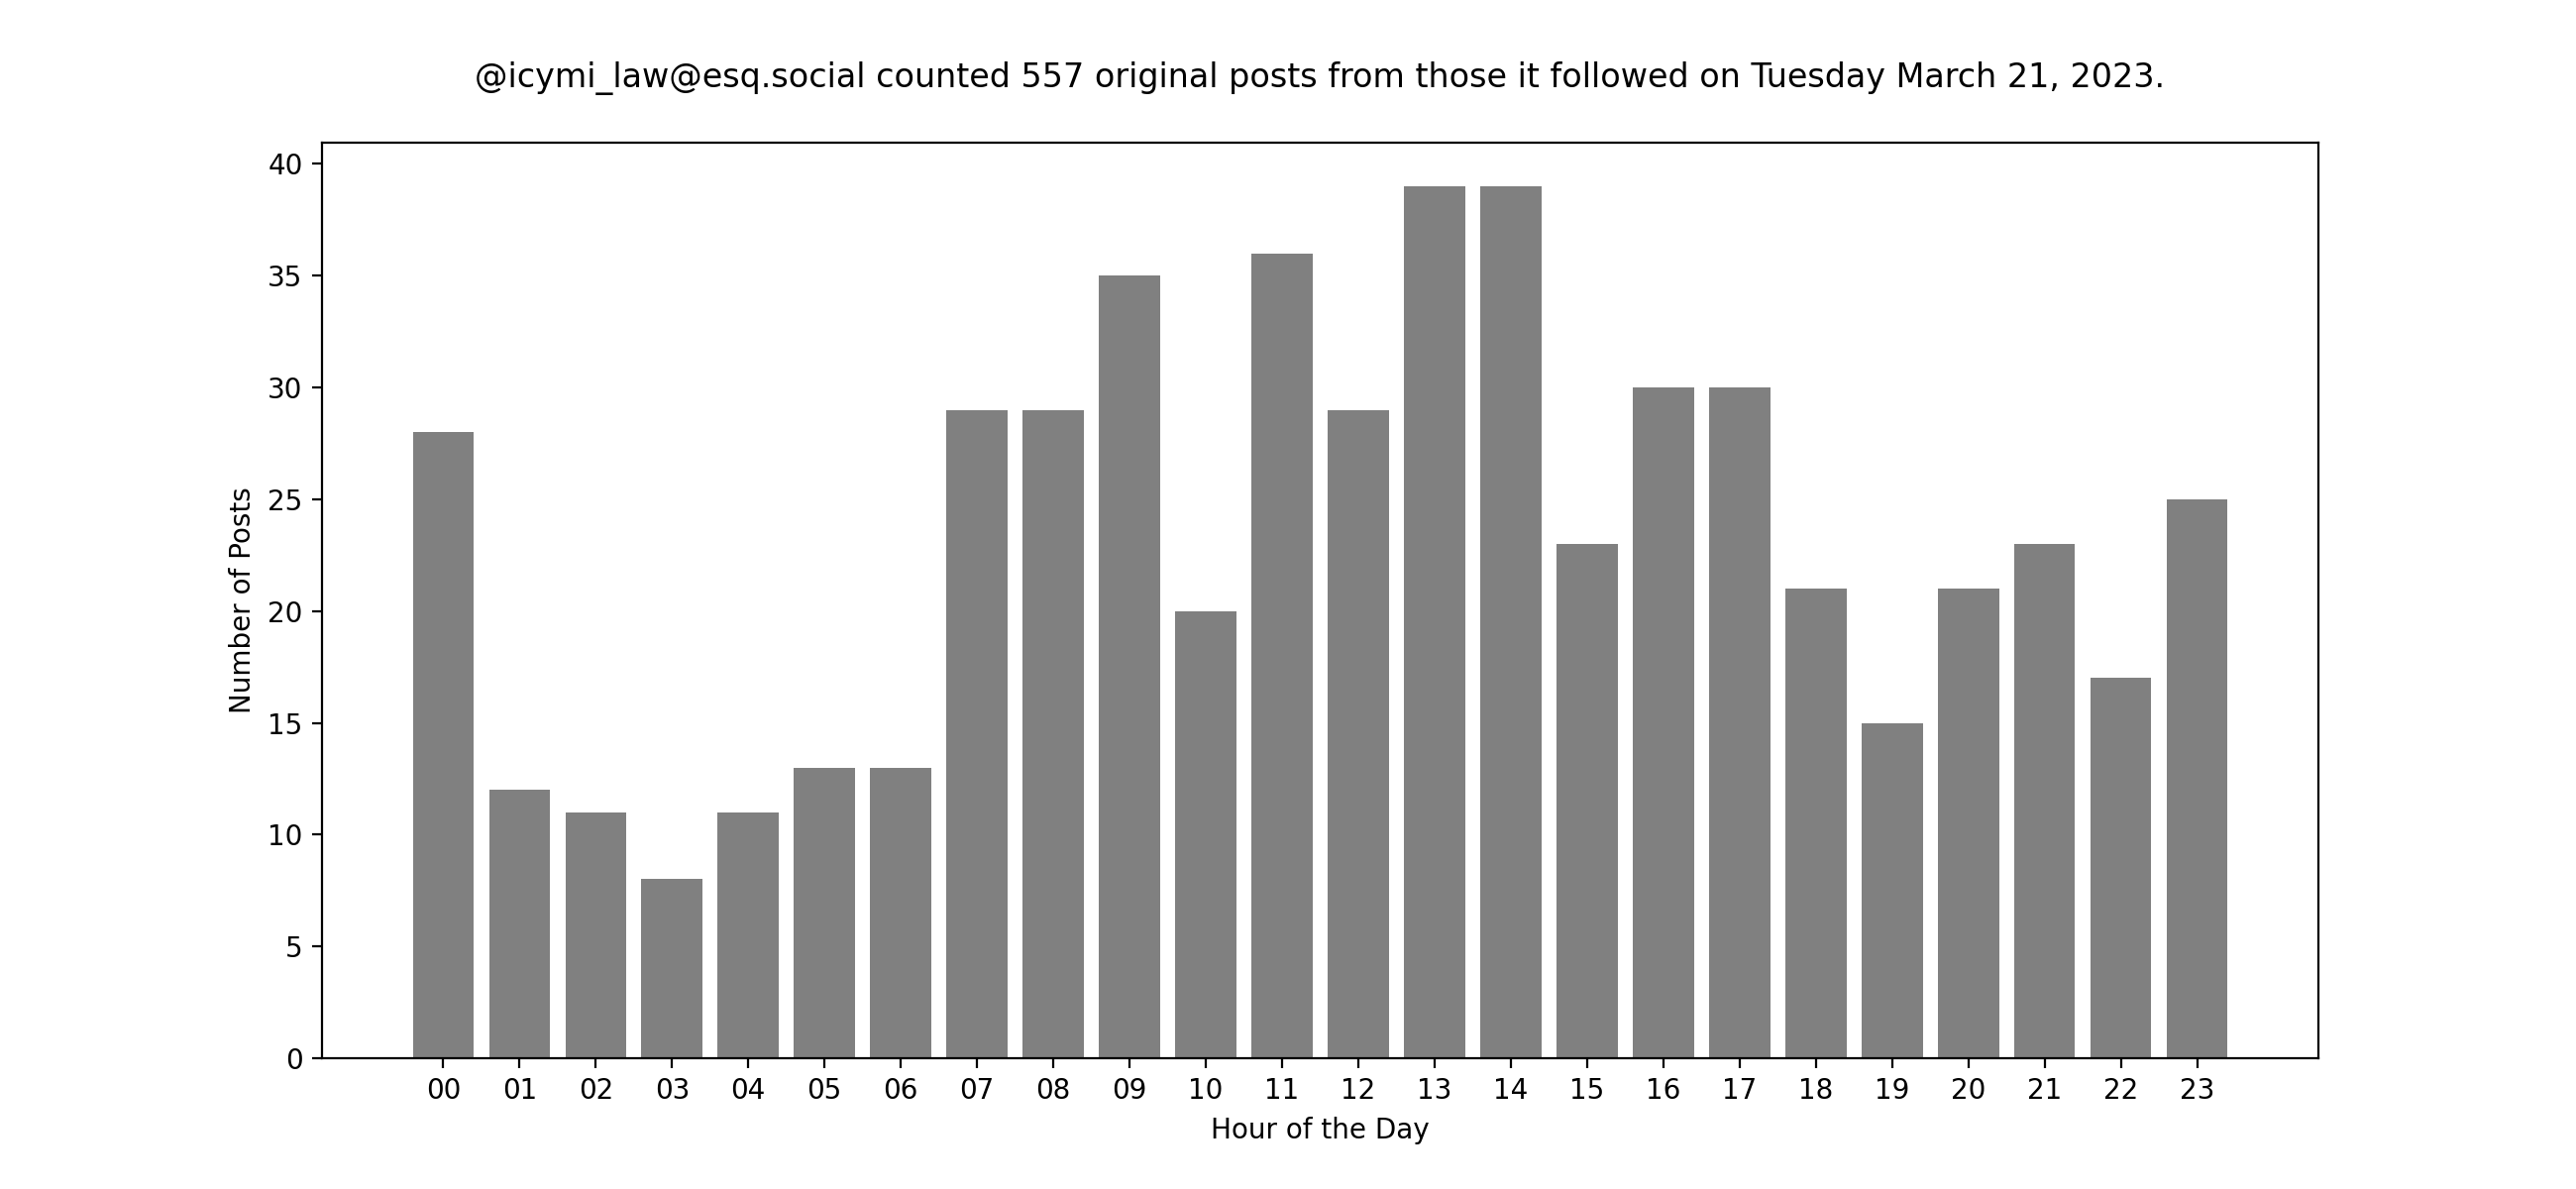 @icymi_law@esq.social counted 557 original posts from those it followed on Tuesday March 21, 2023.
40
35
30
25
20
15
10
5
0
Number of Posts
00 01 02 03 04 05 06 07 08 09 10 11 12 13 14 15 16 17 18 19 20 21 22 23
Hour of the Day